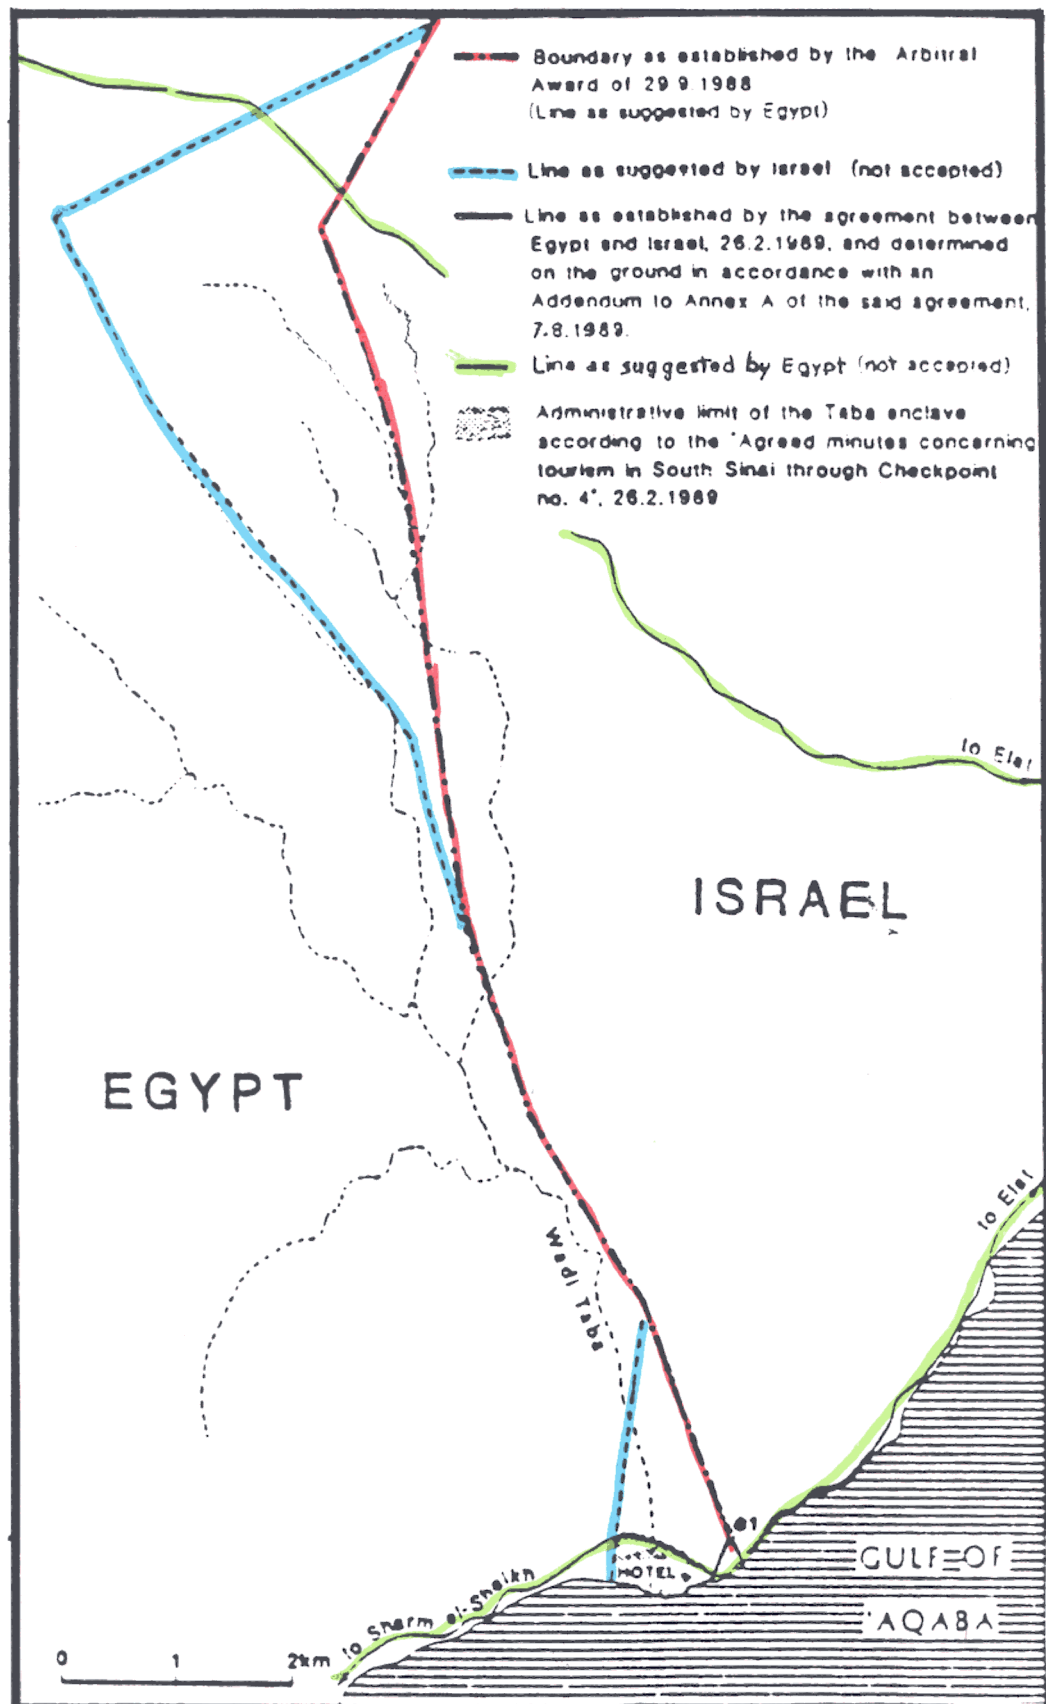 Boundary as established by the Arbitral
Award of 29 9.1988
(Line as suggested by Egypt)
Line as suggested by Israel (not accepted)
Line as established by the agreement between
Egypt and Israel, 26.2.1989, and determined
on the ground in accordance with an
Addendum to Annex A of the said agreement,
7.8.1989.
Line as suggested by Egypt (not accepted)
Administrative limit of the Taba enclave
according to the "Agreed minutes concerning
tourism in South Sinai through Checkpoint
no. 4", 26.2.1989
to Elat
ISRAEL
EGYPT
to Elat
Wadi Taba
91
GULF OF
'AQABA
HOTEL
to Sharm el-Sheikh
0 1 2km